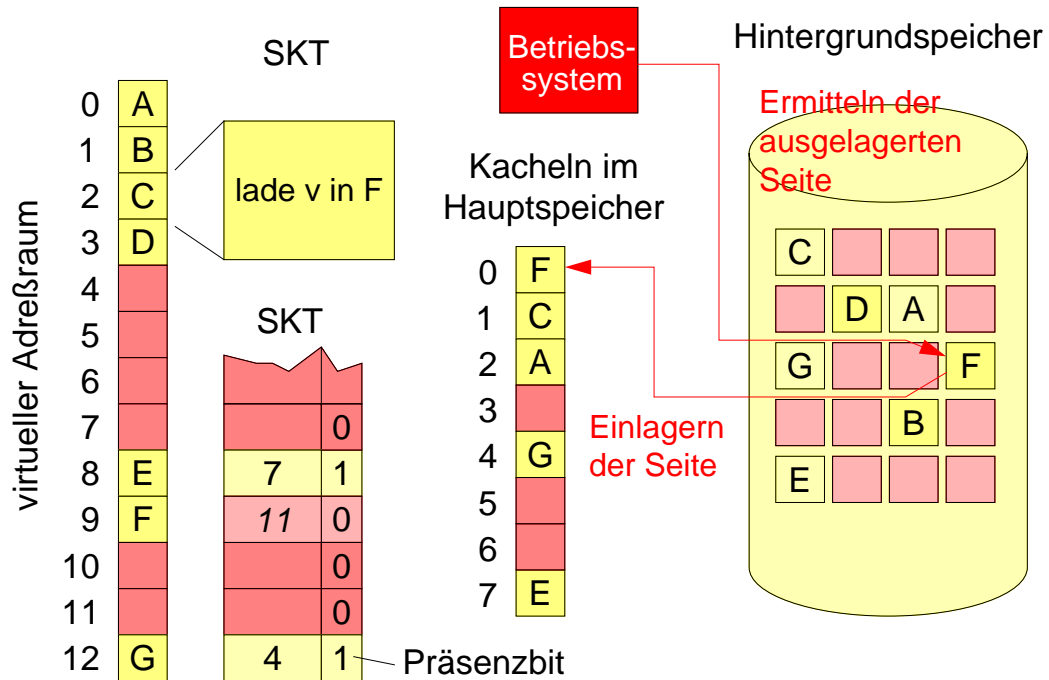 SKT
Betriebs-
system
Hintergrundspeicher
Ermitteln der
ausgelagerten
Seite
virtueller Adreßraum
0 A
1 B
2 C
3 D
4
5
6
7
8 E
9 F
10
11
12 G
lade v in F
SKT
0
7 1
11 0
0
0
4 1
Präsenzbit
Kacheln im
Hauptspeicher
0 F
1 C
2 A
3
4 G
5
6
7 E
Einlagern
der Seite
C
D A
G F
B
E